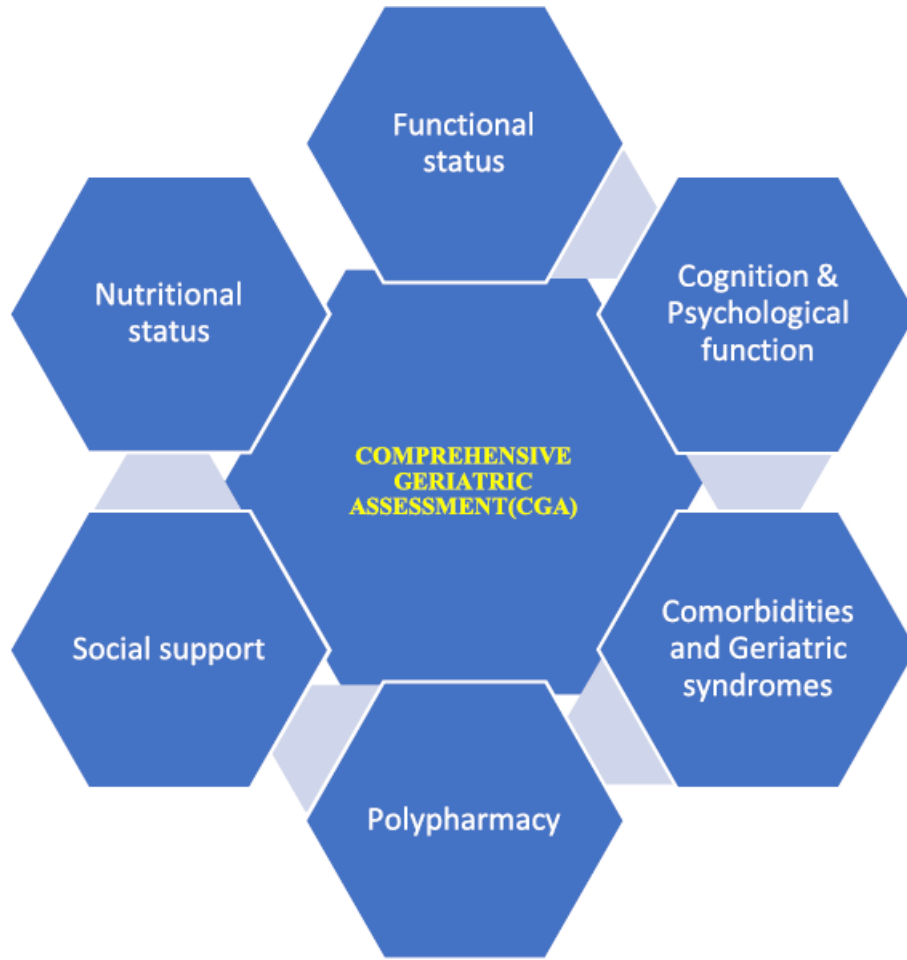 Functional
status
Cognition &
Psychological
function
Nutritional
status
COMPREHENSIVE
GERIATRIC
ASSESSMENT(CGA)
Comorbidities
and Geriatric
syndromes
Social support
Polypharmacy